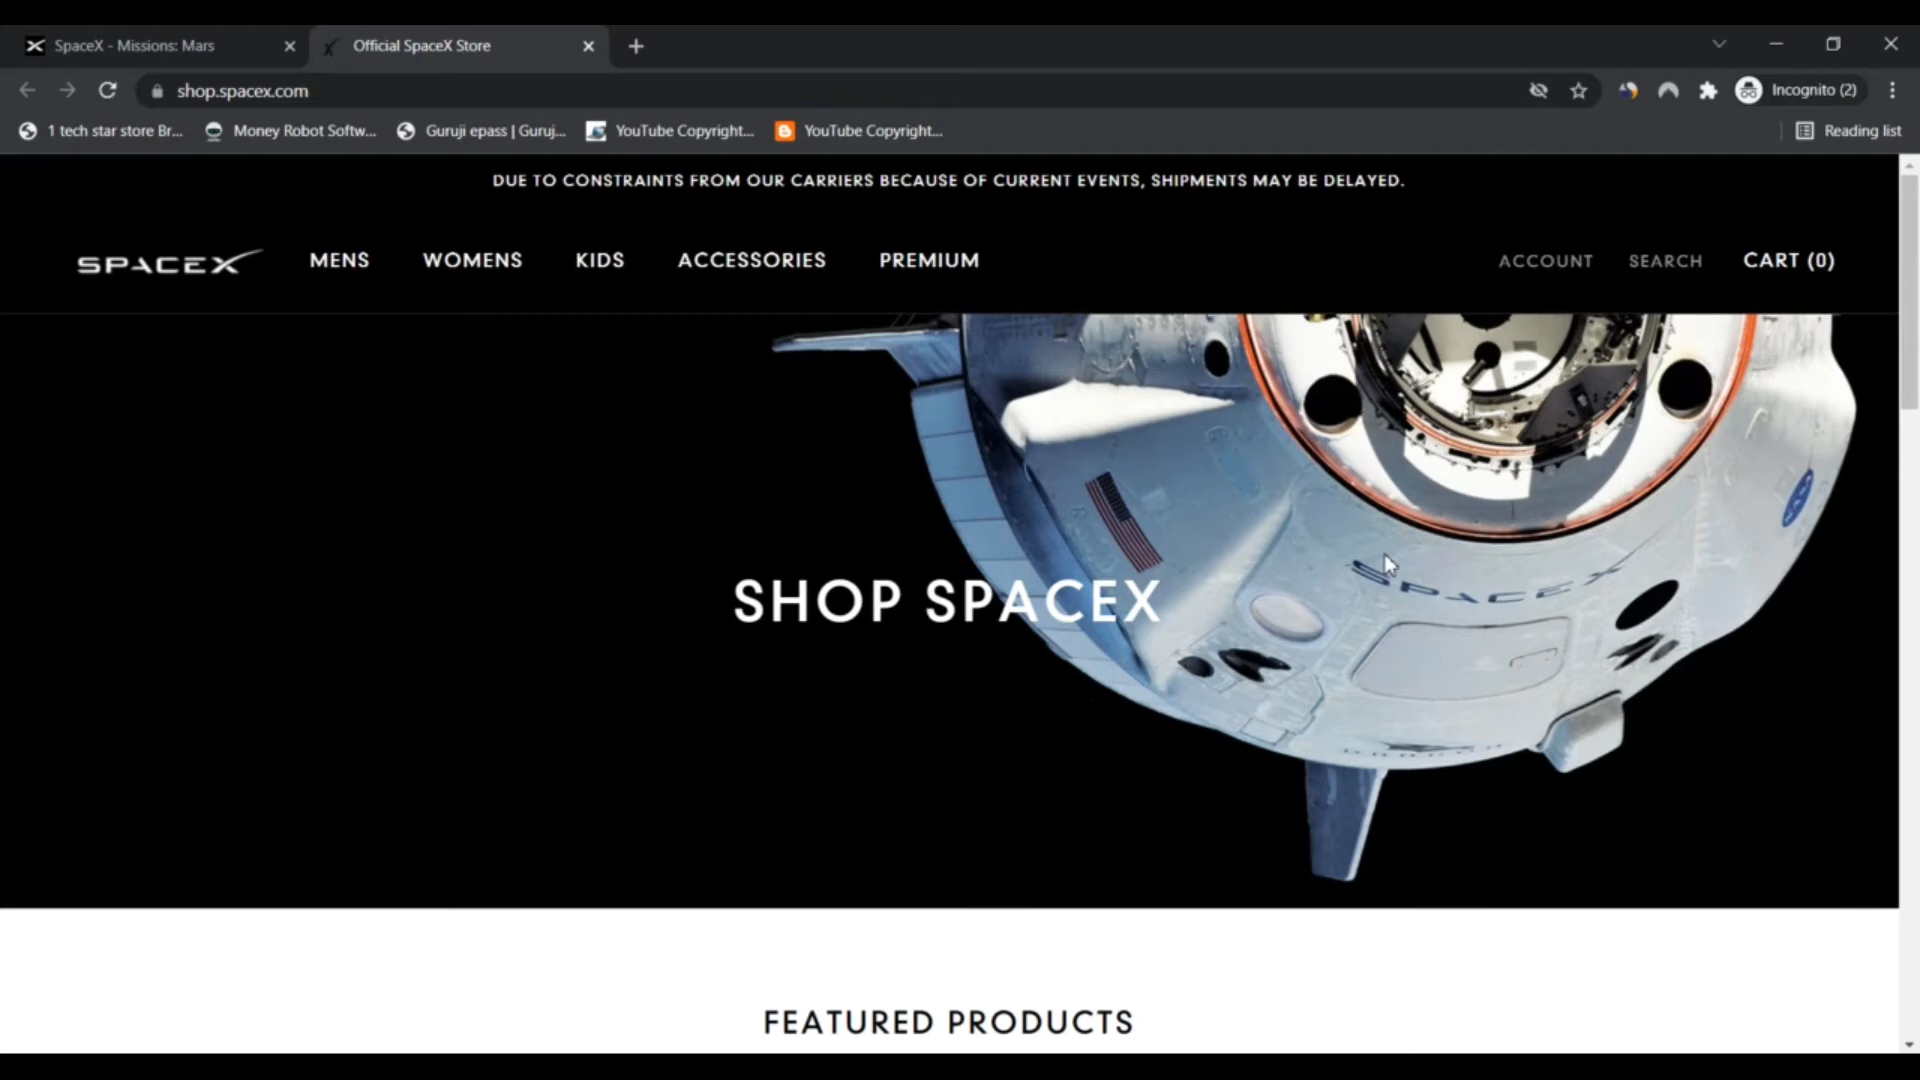 SpaceX - Missions: Mars
Official SpaceX Store
shop.spacex.com
Incognito (2)
1 tech star store Br...
Money Robot Softw...
Guruji epass | Guruj...
YouTube Copyright...
YouTube Copyright...
Reading list
DUE TO CONSTRAINTS FROM OUR CARRIERS BECAUSE OF CURRENT EVENTS, SHIPMENTS MAY BE DELAYED.
SPACEX
MENS
WOMENS
KIDS
ACCESSORIES
PREMIUM
ACCOUNT
SEARCH
CART (0)
SPACEX
SHOP SPACEX
FEATURED PRODUCTS